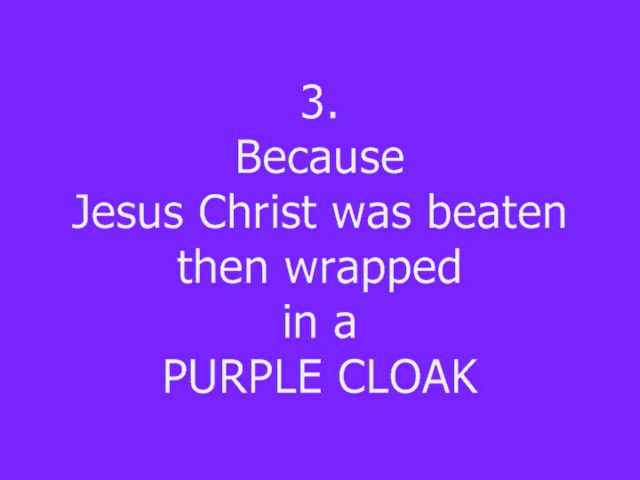 3.
Because
Jesus Christ was beaten
then wrapped
in a
PURPLE CLOAK